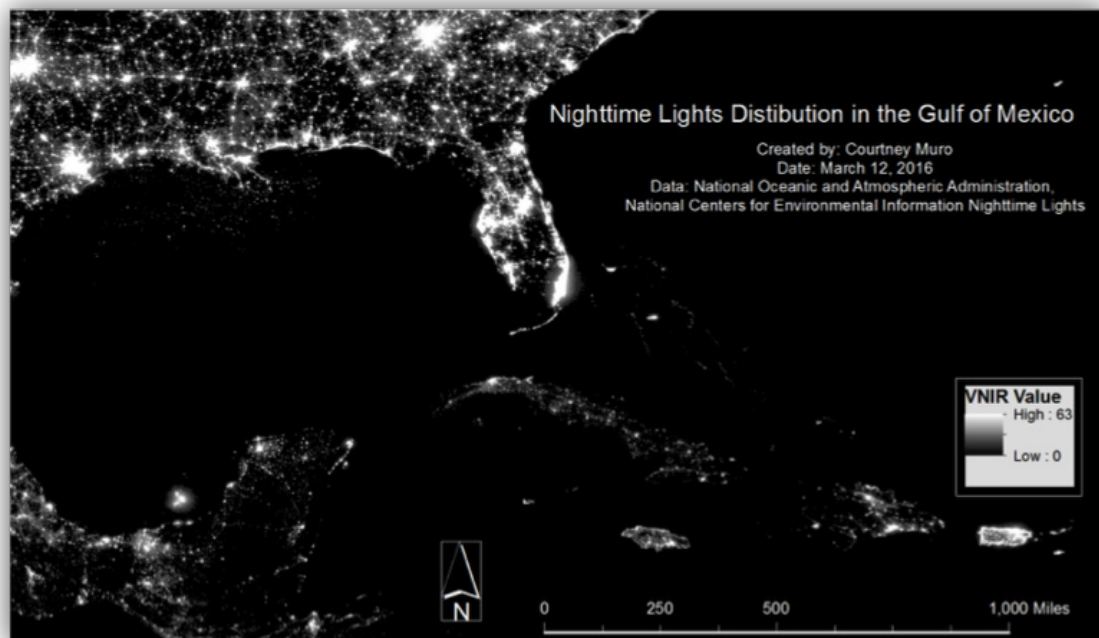 Nighttime Lights Distibution in the Gulf of Mexico
Created by: Courtney Muro
Date: March 12, 2016
Data: National Oceanic and Atmospheric Administration,
National Centers for Environmental Information Nighttime Lights
VNIR Value
High : 63
Low : 0
N
0 250 500 1,000 Miles